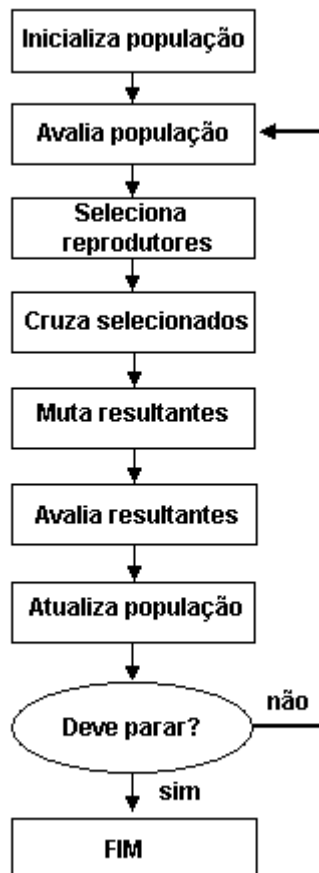 Inicializa população
Avalia população
Seleciona
reprodutores
Cruza selecionados
Muta resultantes
Avalia resultantes
Atualiza população
Deve parar?
não
sim
FIM